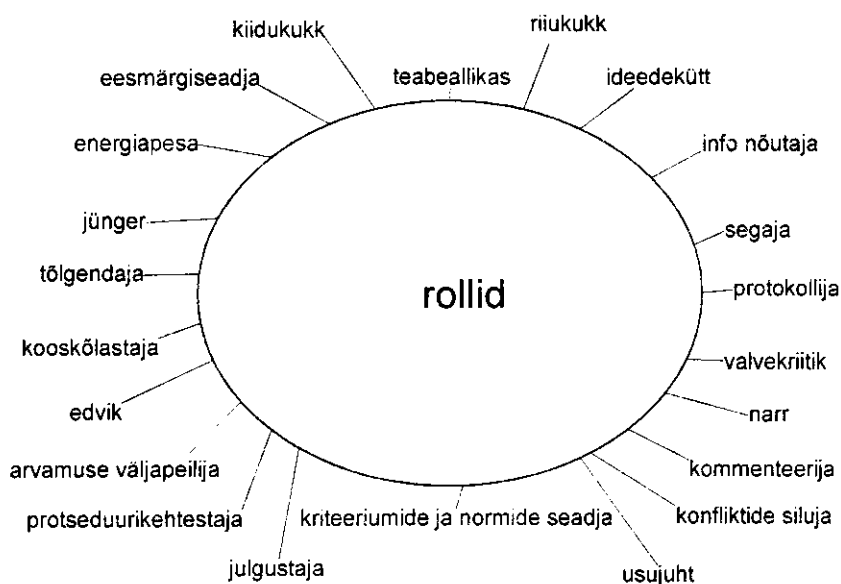 kiidukukk
riiukukk
teabeallikas
eesmärgiseadja
ideedekütt
energiapesa
info nõutaja
jünger
segaja
tõlgendaja
protokollija
rollid
kooskõlastaja
valvekriitik
edvik
narr
arvamuse väljapeilija
kommenteerija
protseduurikehtestaja
kriteeriumide ja normide seadja
konfliktide siluja
julgustaja
usujuht